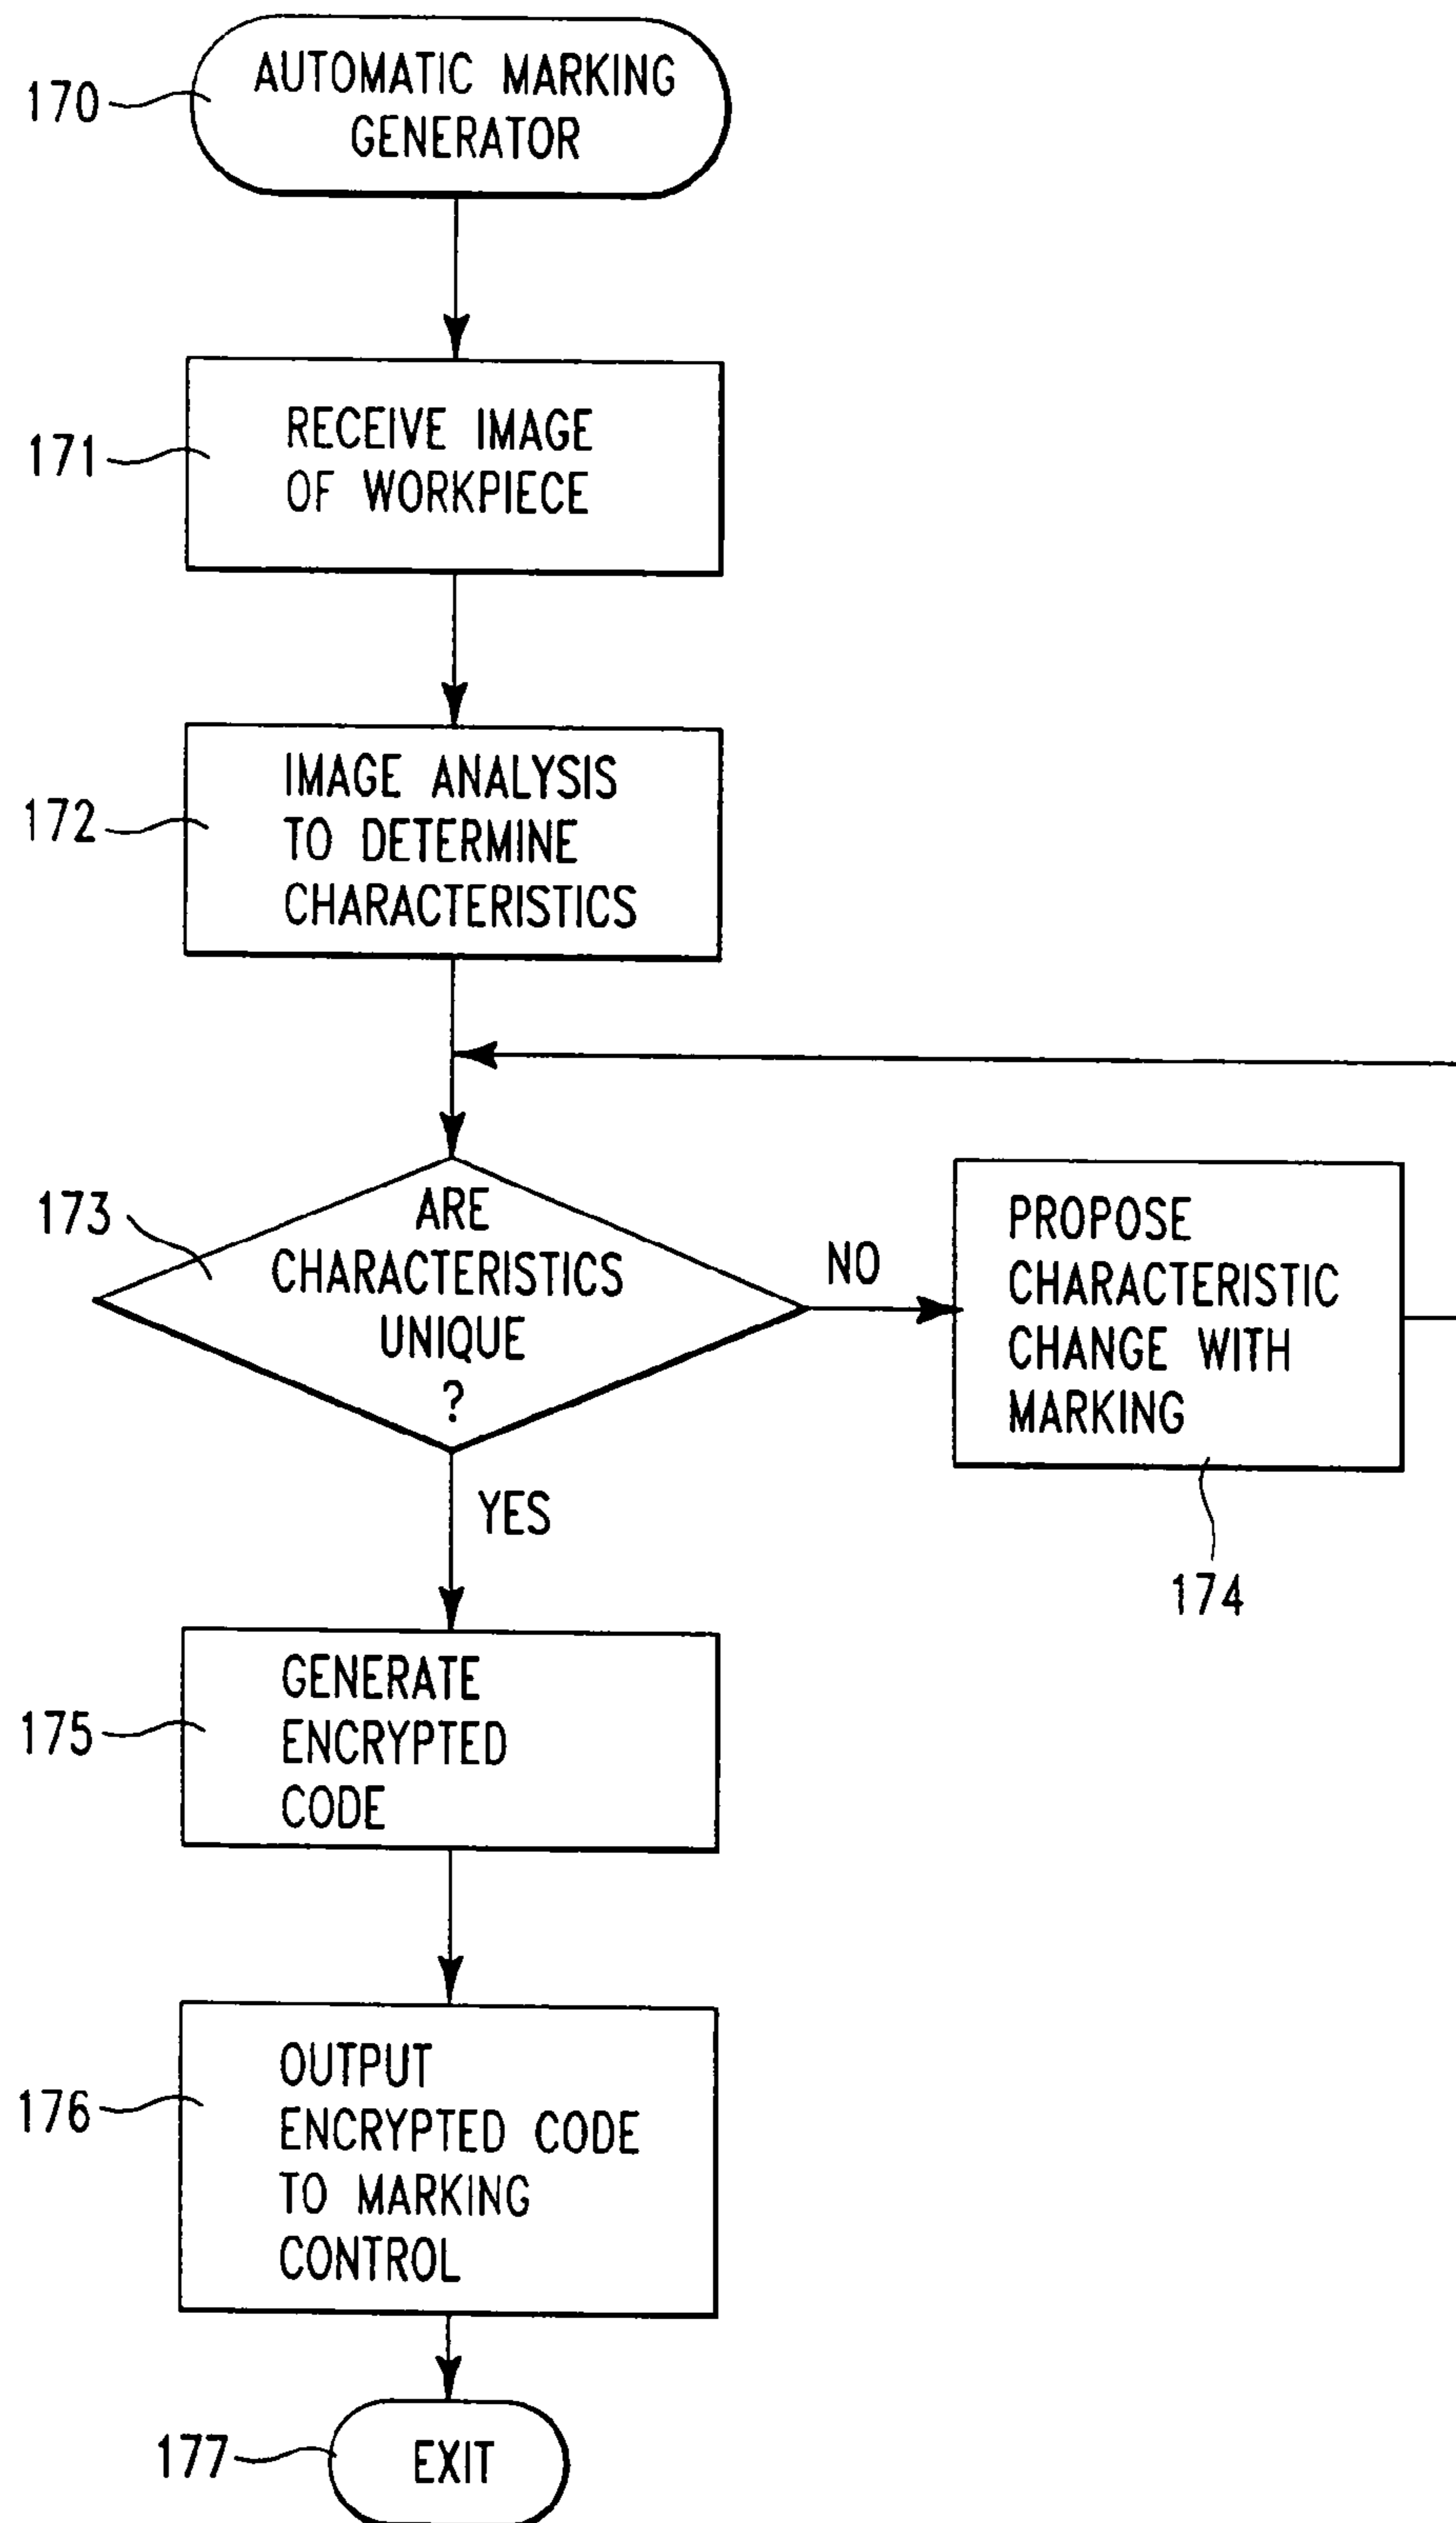 170
AUTOMATIC MARKING
GENERATOR
171
RECEIVE IMAGE
OF WORKPIECE
172
IMAGE ANALYSIS
TO DETERMINE
CHARACTERISTICS
173
ARE
CHARACTERISTICS
UNIQUE
?
NO
PROPOSE
CHARACTERISTIC
CHANGE WITH
MARKING
174
YES
175
GENERATE
ENCRYPTED
CODE
176
OUTPUT
ENCRYPTED CODE
TO MARKING
CONTROL
177
EXIT